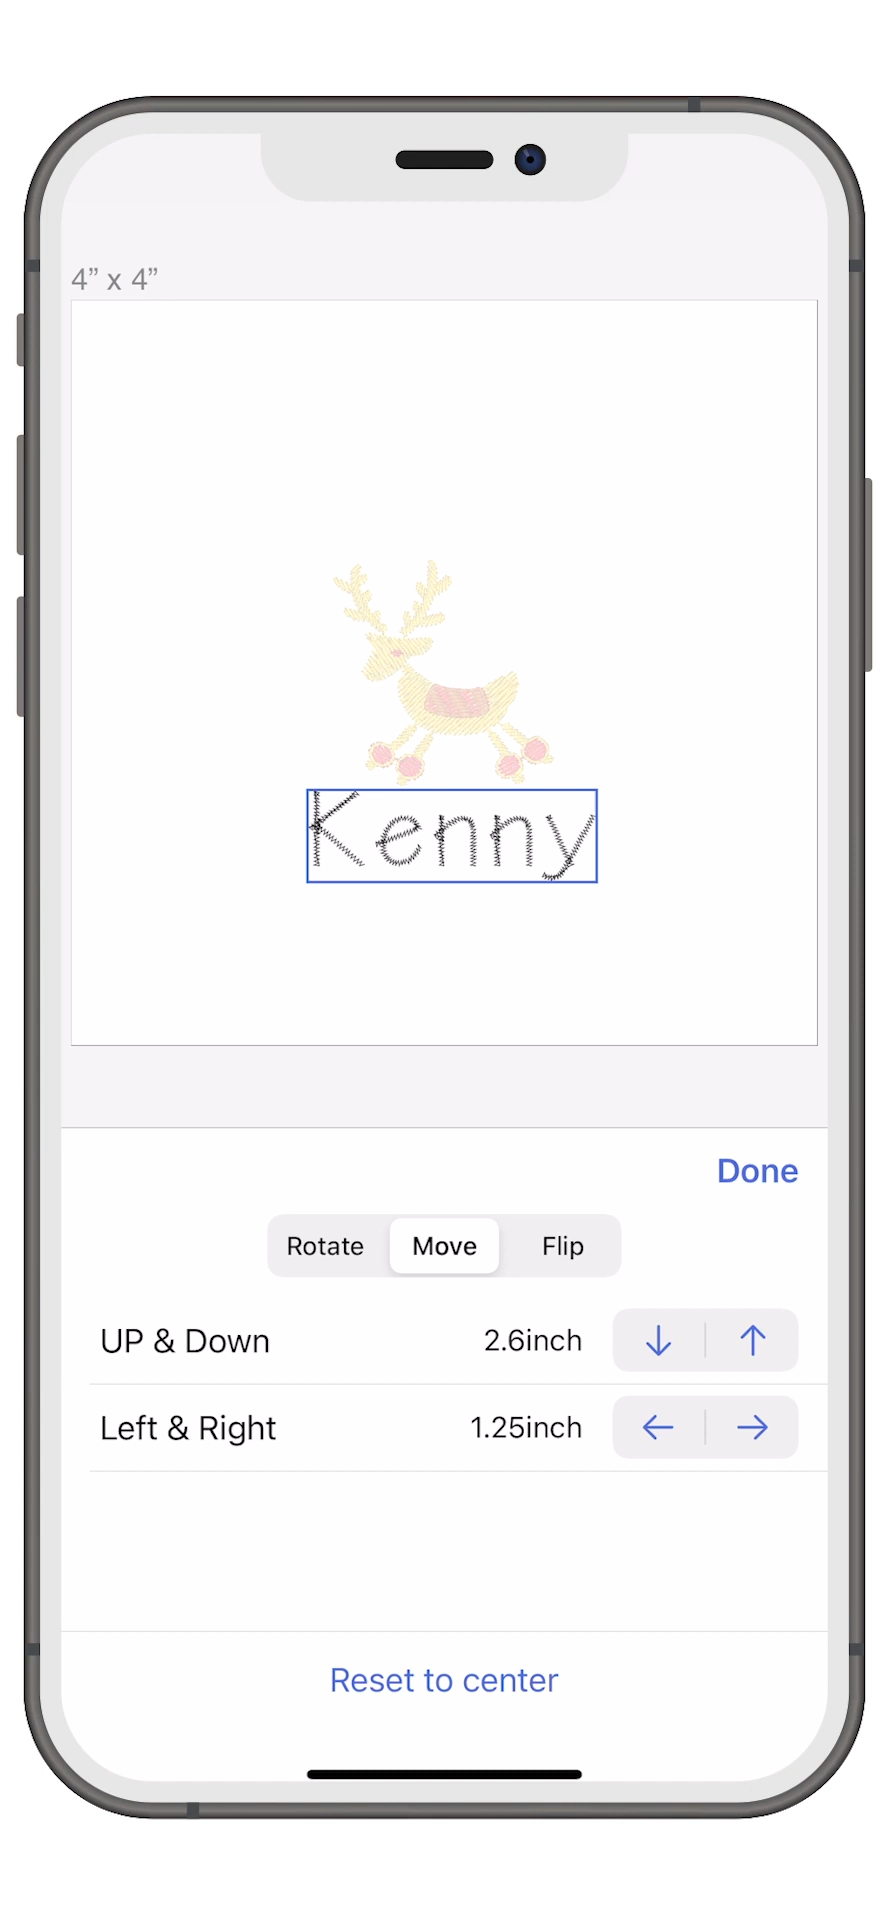 4” x 4”
Kenny
Done
Rotate Move Flip
UP & Down 2.6inch
Left & Right 1.25inch
Reset to center